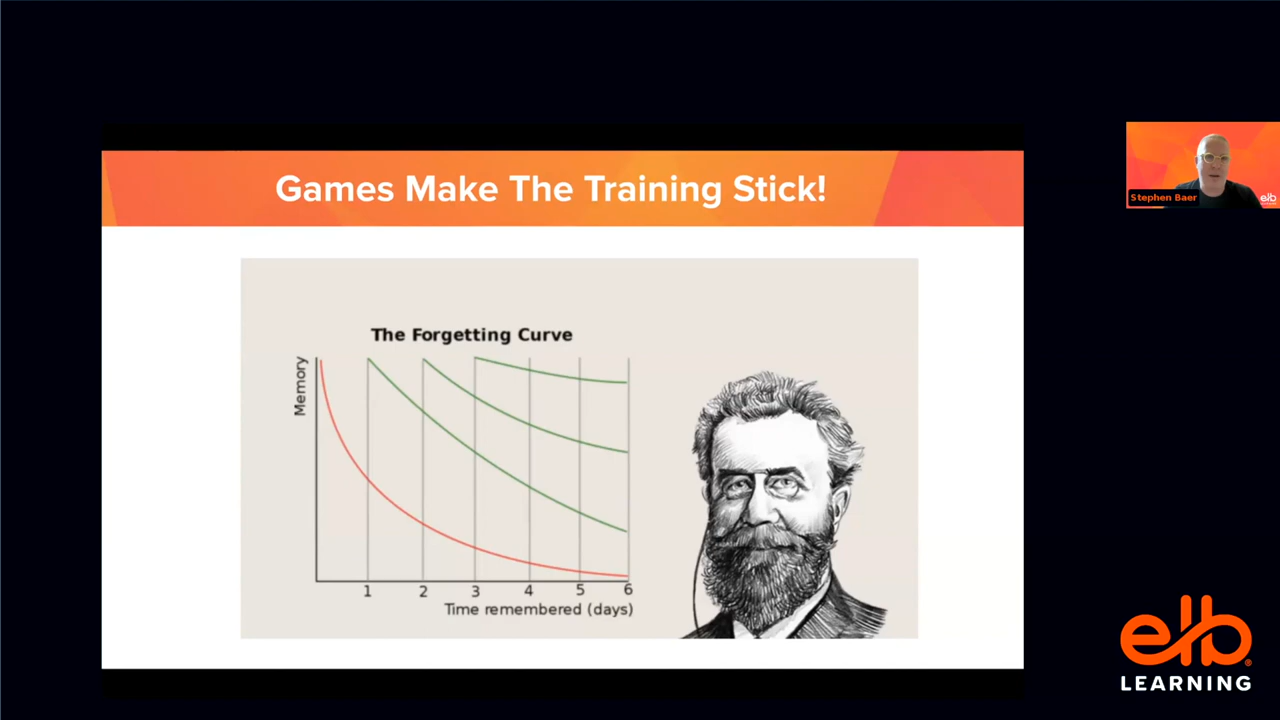 Games Make The Training Stick!
Stephen Baer
elb
The Forgetting Curve
Memory
1 2 3 4 5 6
Time remembered (days)
elb®
LEARNING